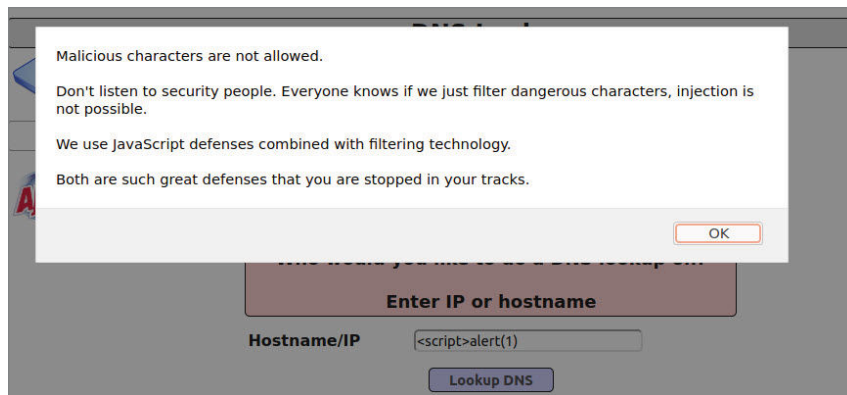 Malicious characters are not allowed.
Don't listen to security people. Everyone knows if we just filter dangerous characters, injection is
not possible.
We use JavaScript defenses combined with filtering technology.
Both are such great defenses that you are stopped in your tracks.
OK
Enter IP or hostname
Hostname/IP
<script>alert(1)
Lookup DNS